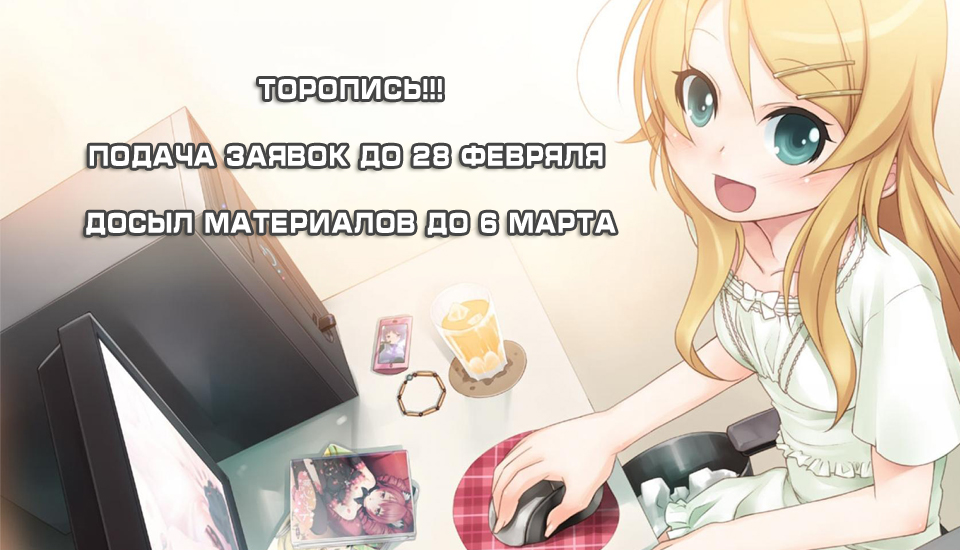 ТОРОПИСЬ!!!
ПОДАЧА ЗАЯВОК ДО 28 ФЕВРЯЛЯ
ДОСЫЛ МАТЕРИАЛОВ ДО 6 МАРТА